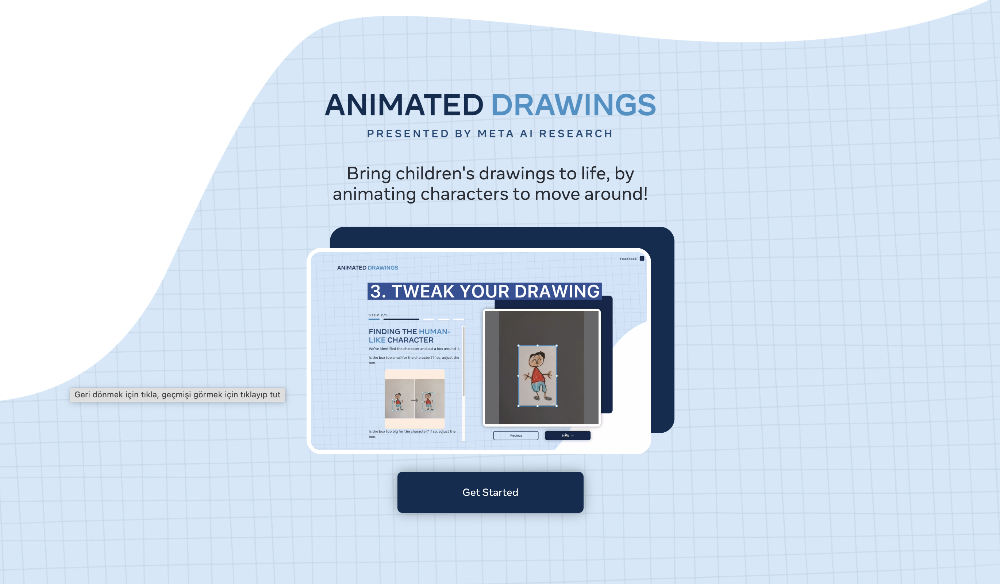 ANIMATED DRAWINGS
PRESENTED BY META AI RESEARCH
Bring children's drawings to life, by
animating characters to move around!
Feedback
ANIMATED DRAWINGS
3. TWEAK YOUR DRAWING
STEP 2/5
FINDING THE HUMAN-
LIKE CHARACTER
We've identified the character and put a box around it.
Is the box too small for the character? If so, adjust the
box.
Is the box too big for the character? If so, adjust the
box.
Previous
Next →
Geri dönmek için tıkla, geçmişi görmek için tıklayıp tut
Get Started